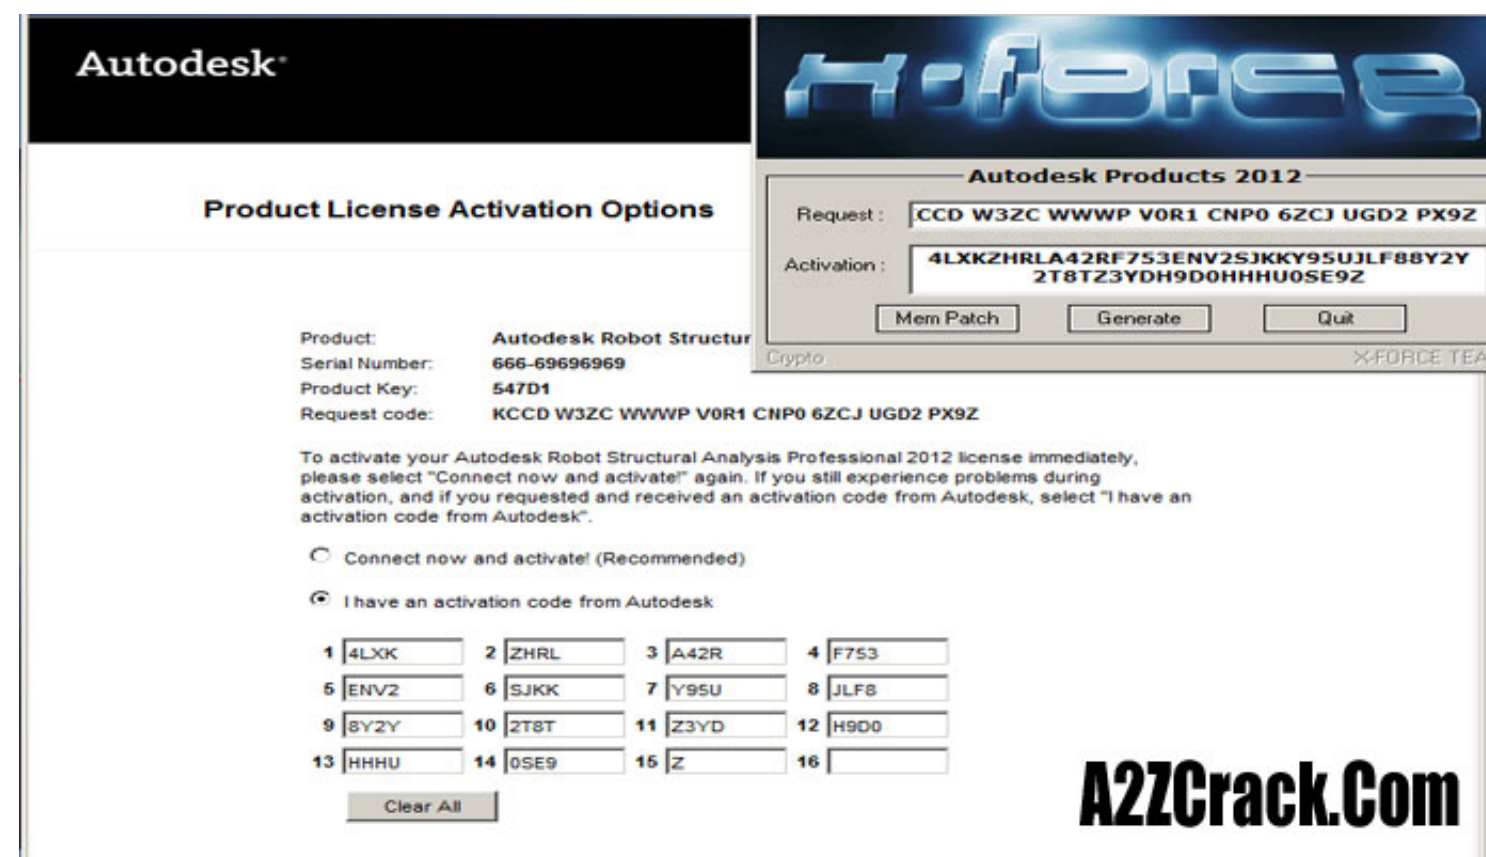 Autodesk
x-force
Autodesk Products 2012
Product License Activation Options
Request : CCD W3ZC WWWP V0R1 CNP0 6ZCJ UGD2 PX9Z
Activation : 4LXKZHRLA42RF753ENV2SJKKY95UJLF88Y2Y
2T8TZ3YDH9D0HHHU0SE9Z
Mem Patch Generate Quit
Crypto X-FORCE TEA
Product: Autodesk Robot Structur
Serial Number: 666-69696969
Product Key: 547D1
Request code: KCCD W3ZC WWWP V0R1 CNP0 6ZCJ UGD2 PX9Z
To activate your Autodesk Robot Structural Analysis Professional 2012 license immediately,
please select "Connect now and activate!" again. If you still experience problems during
activation, and if you requested and received an activation code from Autodesk, select "I have an
activation code from Autodesk".
Connect now and activate! (Recommended)
I have an activation code from Autodesk
1 4LXK 2 ZHRL 3 A42R 4 F753
5 ENV2 6 SJKK 7 Y95U 8 JLF8
9 8Y2Y 10 2T8T 11 Z3YD 12 H9D0
13 HHHU 14 0SE9 15 Z 16
Clear All
A2ZCrack.Com